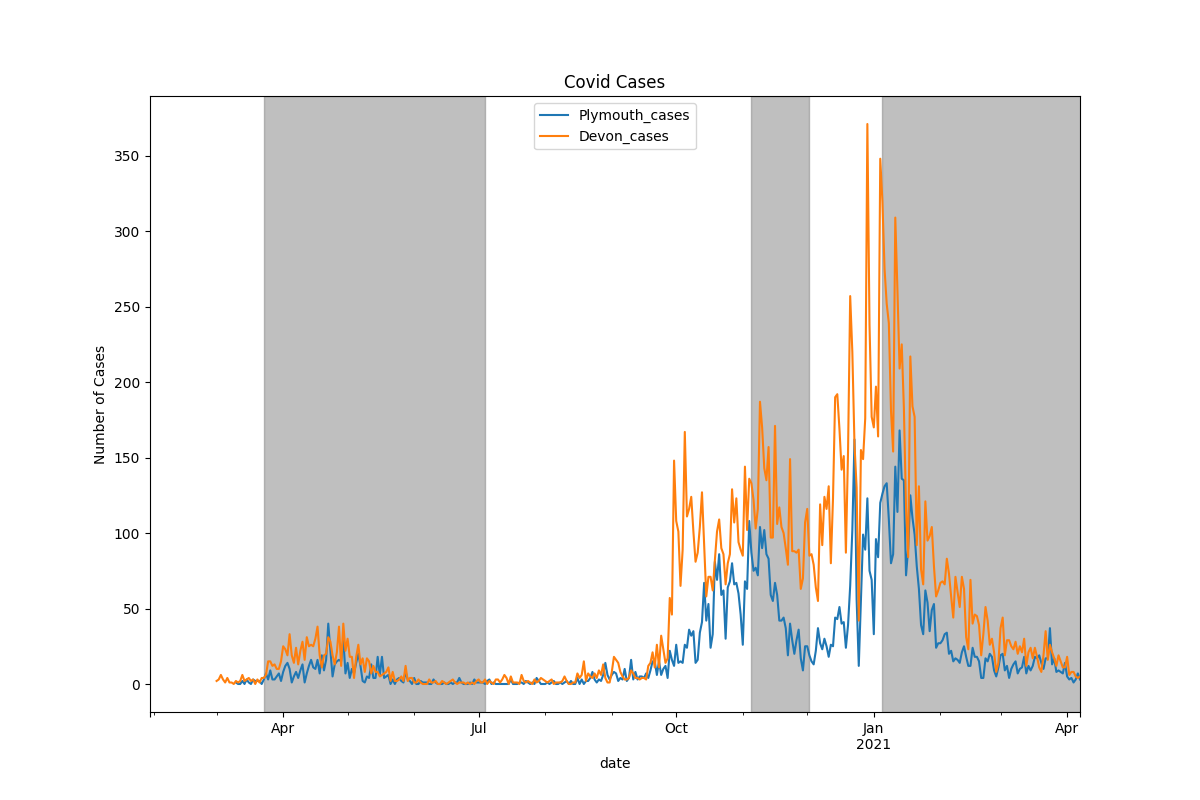 Covid Cases
Plymouth_cases
Devon_cases
Number of Cases
350
300
250
200
150
100
50
0
Apr
Jul
Oct
Jan
2021
Apr
date